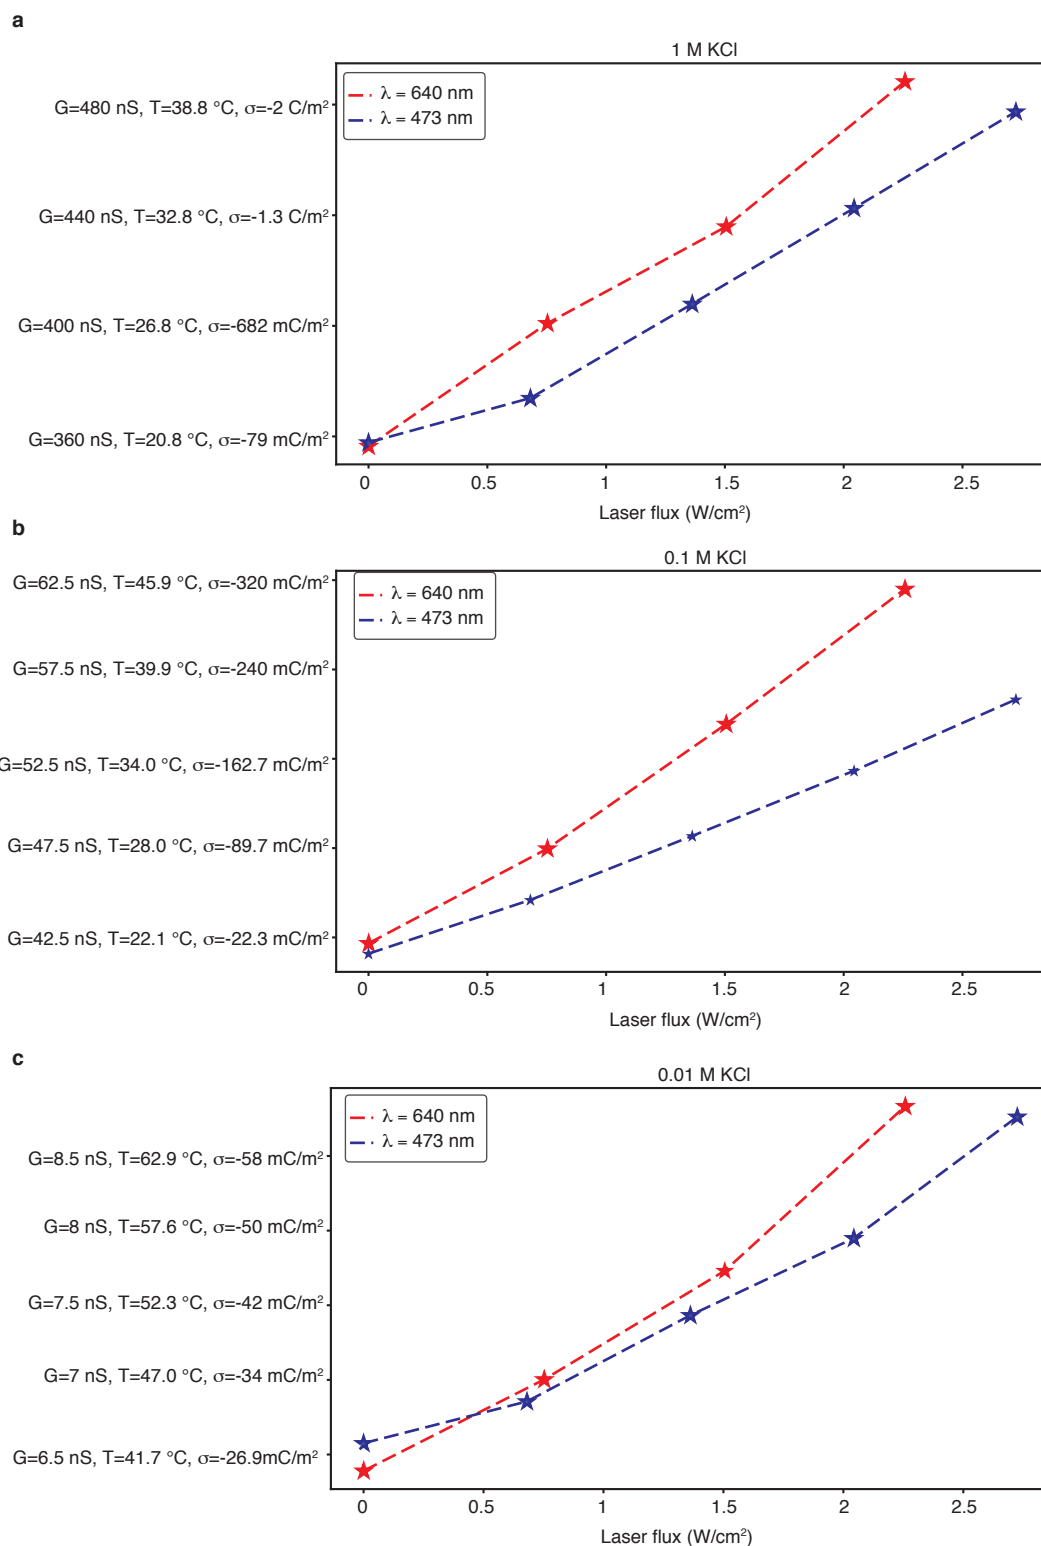 a
1 M KCl
λ = 640 nm
λ = 473 nm
G=480 nS, T=38.8 °C, σ=-2 C/m²
G=440 nS, T=32.8 °C, σ=-1.3 C/m²
G=400 nS, T=26.8 °C, σ=-682 mC/m²
G=360 nS, T=20.8 °C, σ=-79 mC/m²
0 0.5 1 1.5 2 2.5
Laser flux (W/cm²)
b
0.1 M KCl
λ = 640 nm
λ = 473 nm
G=62.5 nS, T=45.9 °C, σ=-320 mC/m²
G=57.5 nS, T=39.9 °C, σ=-240 mC/m²
G=52.5 nS, T=34.0 °C, σ=-162.7 mC/m²
G=47.5 nS, T=28.0 °C, σ=-89.7 mC/m²
G=42.5 nS, T=22.1 °C, σ=-22.3 mC/m²
0 0.5 1 1.5 2 2.5
Laser flux (W/cm²)
c
0.01 M KCl
λ = 640 nm
λ = 473 nm
G=8.5 nS, T=62.9 °C, σ=-58 mC/m²
G=8 nS, T=57.6 °C, σ=-50 mC/m²
G=7.5 nS, T=52.3 °C, σ=-42 mC/m²
G=7 nS, T=47.0 °C, σ=-34 mC/m²
G=6.5 nS, T=41.7 °C, σ=-26.9mC/m²
0 0.5 1 1.5 2 2.5
Laser flux (W/cm²)